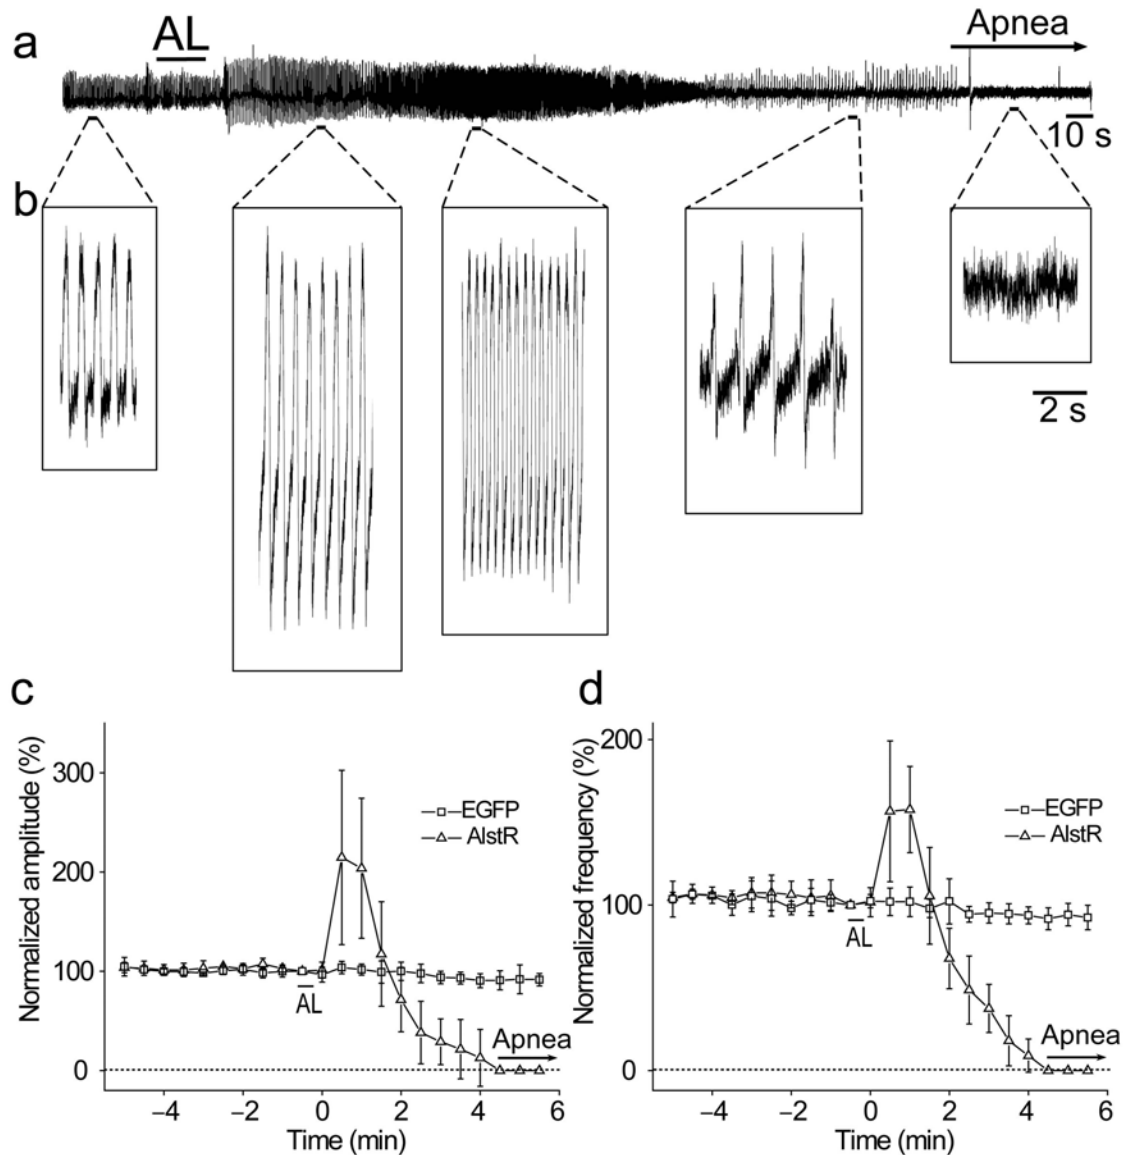 a
AL
Apnea
10 s
b
2 s
c
d
Normalized amplitude (%)
300
200
100
0
EGFP
AlstR
AL
Apnea
−4
−2
0
2
4
6
Time (min)
Normalized frequency (%)
200
100
0
EGFP
AlstR
AL
Apnea
−4
−2
0
2
4
6
Time (min)